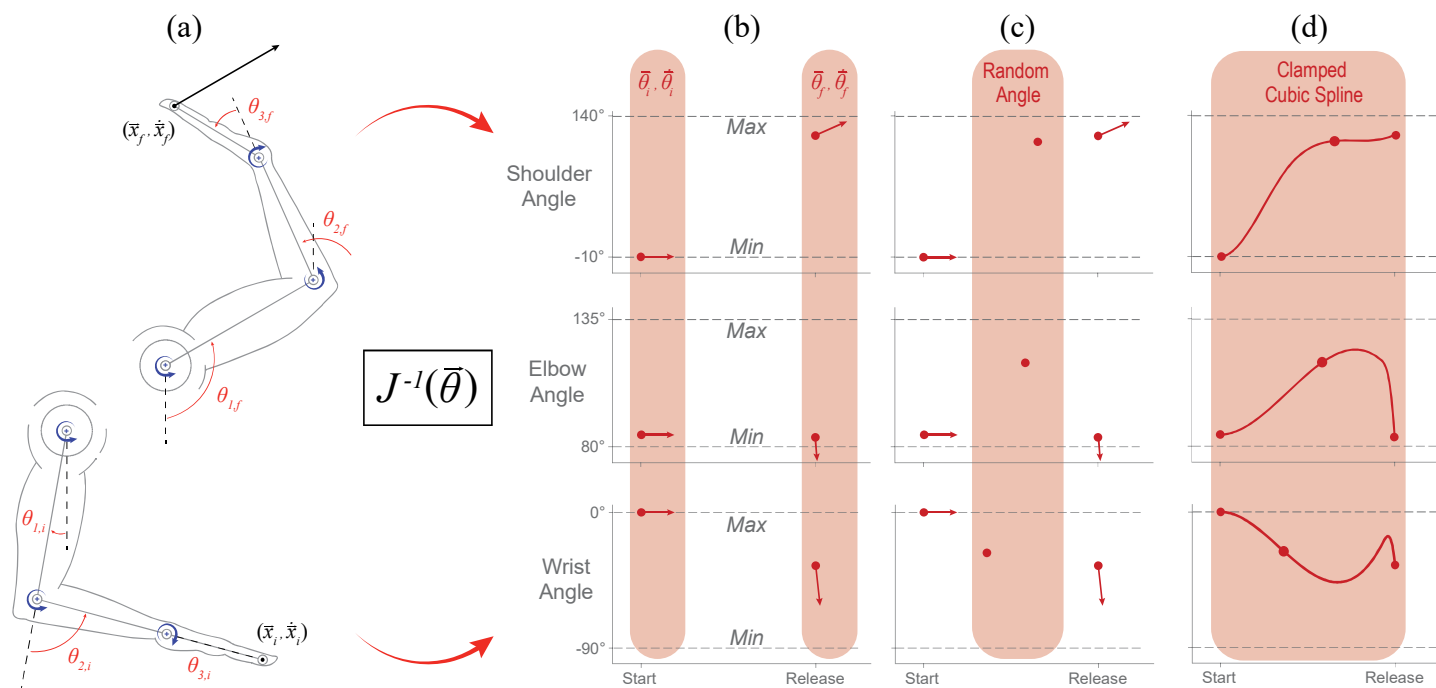 (a)
(b)
(c)
(d)
θ̄i , θ̄̇i
θ̄f , θ̄̇f
Random
Angle
Clamped
Cubic Spline
θ3,f
(x̄f , ẋ̄f)
θ2,f
θ1,f
J-1(θ̄)
θ1,i
(x̄i , ẋ̄i)
θ2,i
θ3,i
140°
Max
Shoulder
Angle
Min
-10°
135°
Max
Elbow
Angle
Min
80°
0°
Max
Wrist
Angle
Min
-90°
Start
Release
Start
Release
Start
Release